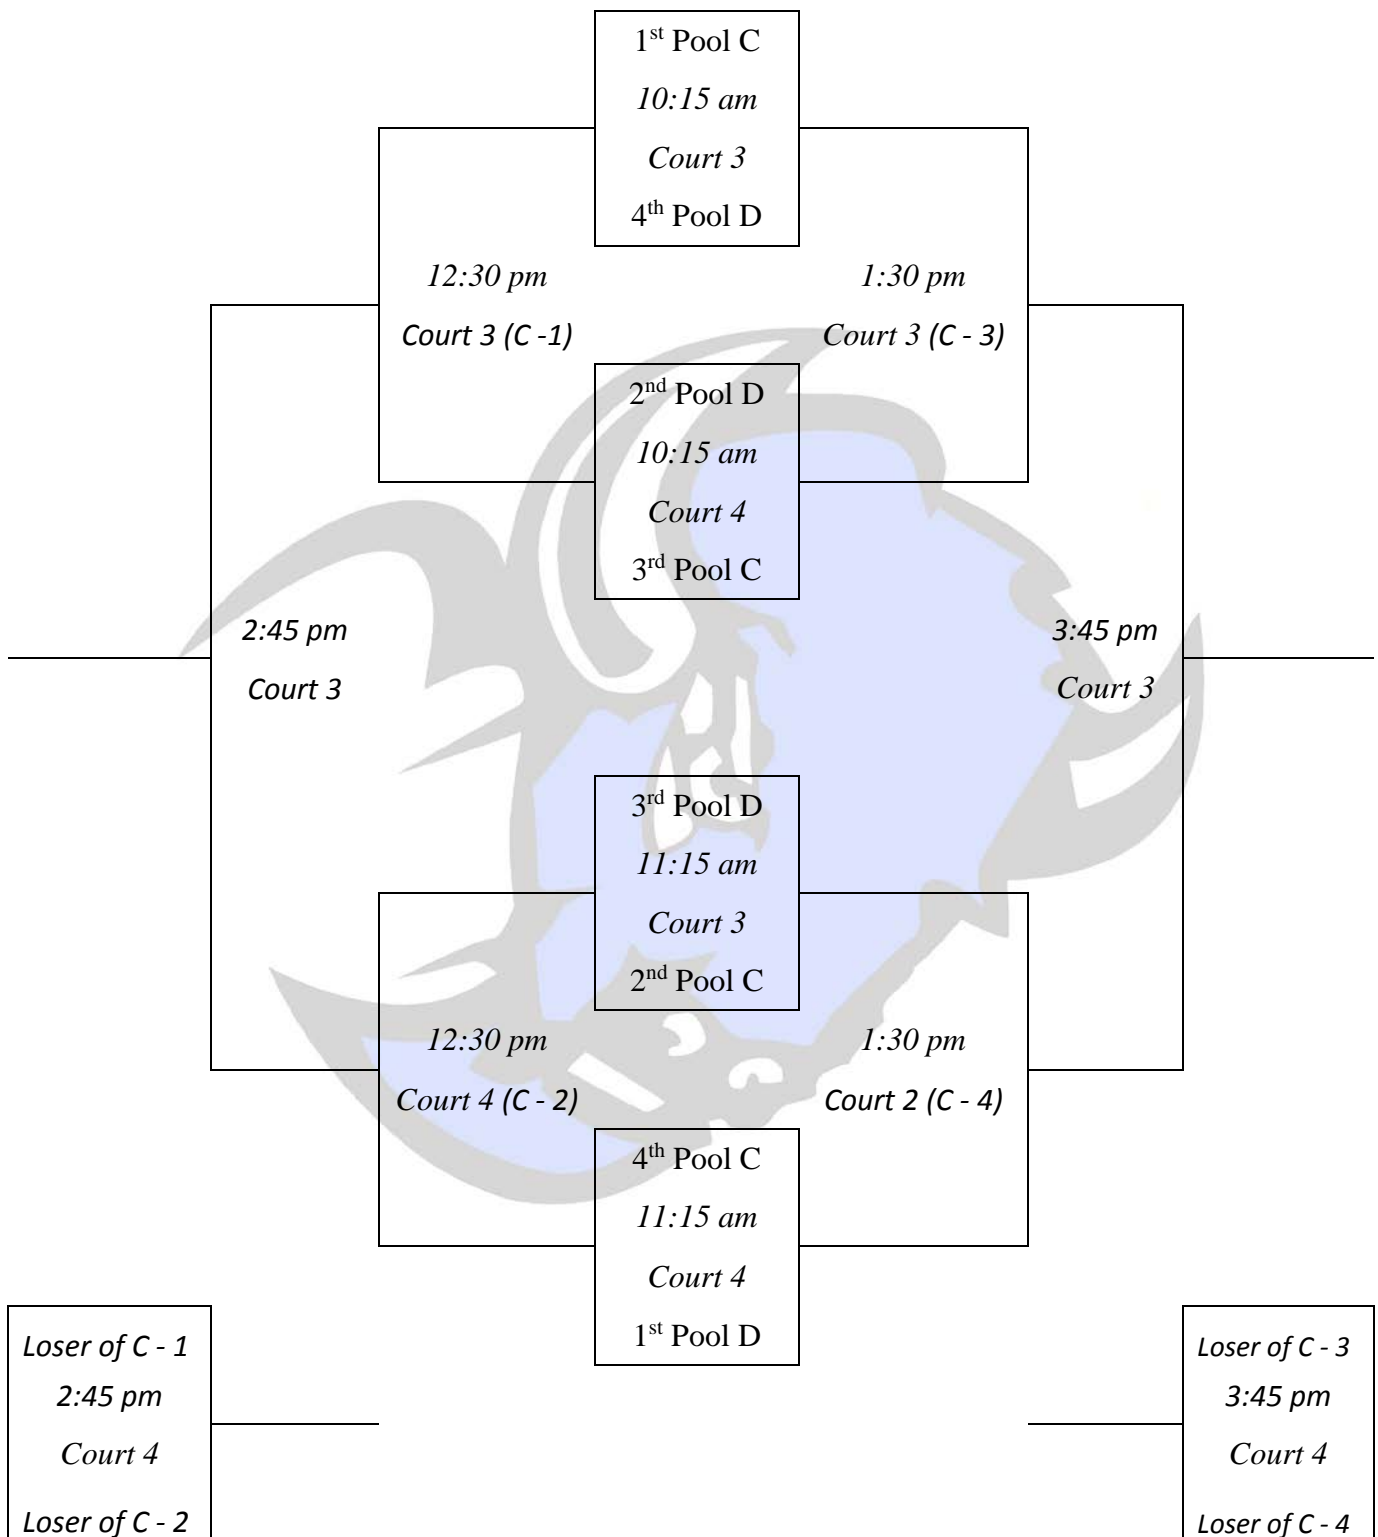 1st Pool C
10:15 am
Court 3
4th Pool D
12:30 pm
Court 3 (C -1)
1:30 pm
Court 3 (C - 3)
2nd Pool D
10:15 am
Court 4
3rd Pool C
2:45 pm
Court 3
3:45 pm
Court 3
3rd Pool D
11:15 am
Court 3
2nd Pool C
12:30 pm
Court 4 (C - 2)
1:30 pm
Court 2 (C - 4)
4th Pool C
11:15 am
Court 4
1st Pool D
Loser of C - 1
2:45 pm
Court 4
Loser of C - 2
Loser of C - 3
3:45 pm
Court 4
Loser of C - 4